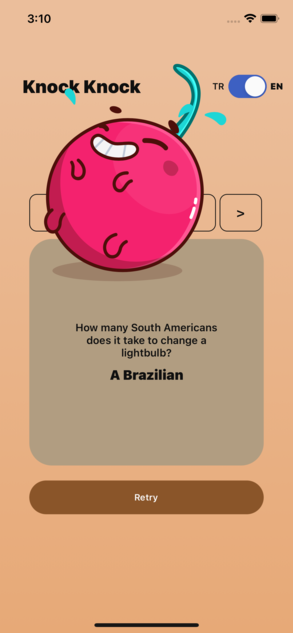 3:10
Knock Knock
TR
EN
>
How many South Americans
does it take to change a
lightbulb?
A Brazilian
Retry